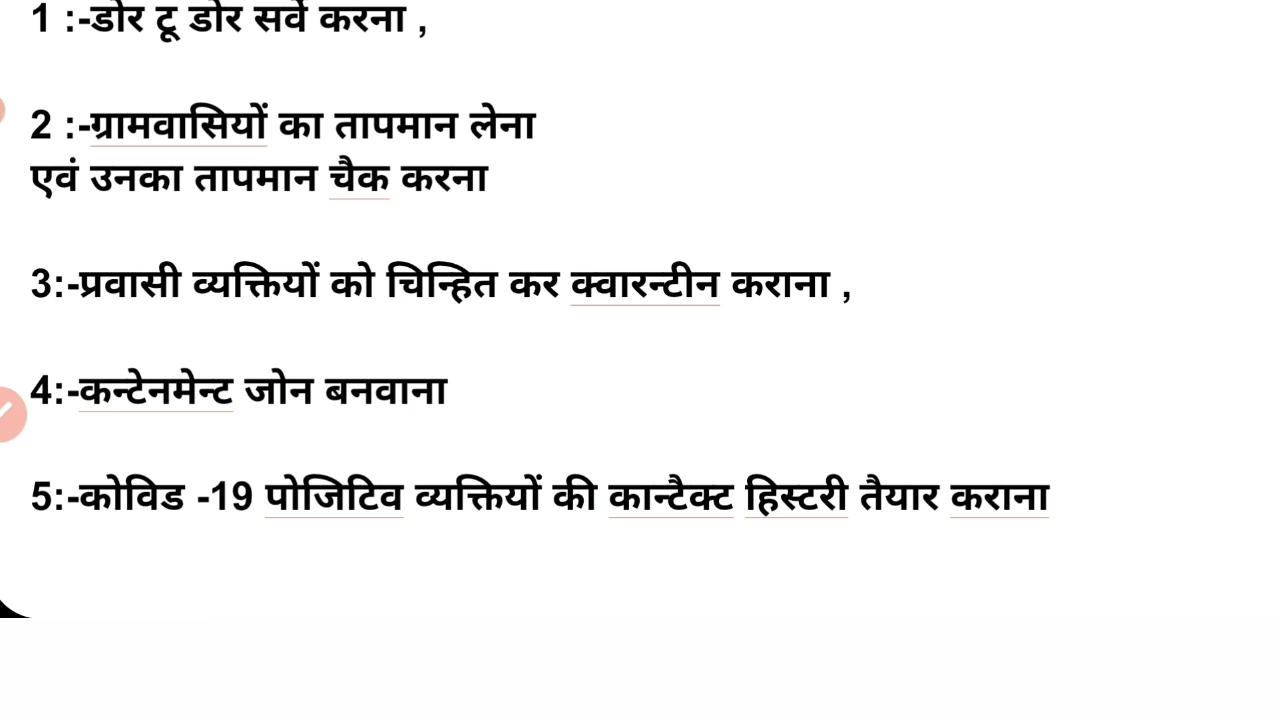 1 :-डोर टू डोर सर्वे करना ,
2 :-ग्रामवासियों का तापमान लेना
एवं उनका तापमान चैक करना
3:-प्रवासी व्यक्तियों को चिन्हित कर क्वारन्टीन कराना ,
4:-कन्टेनमेन्ट जोन बनवाना
5:-कोविड -19 पोजिटिव व्यक्तियों की कान्टैक्ट हिस्टरी तैयार कराना